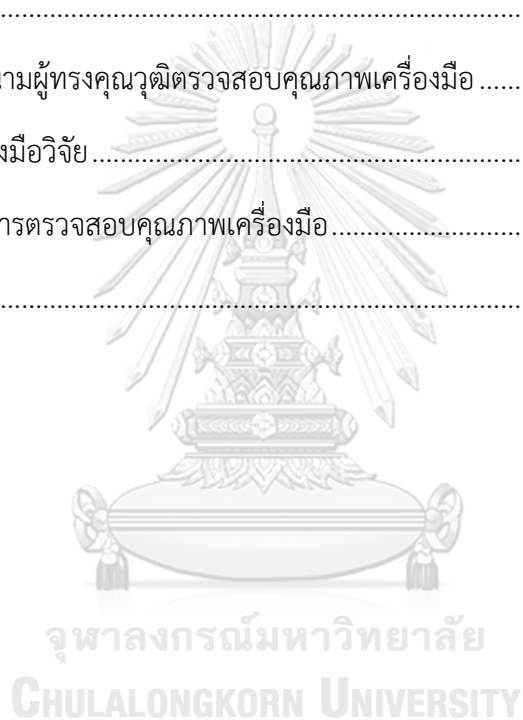 ...............................................................................
นามผู้ทรงคุณวุฒิตรวจสอบคุณภาพเครื่องมือ ......
งมือวิจัย .............................................................
ารตรวจสอบคุณภาพเครื่องมือ ...........................
...............................................................................
จุฬาลงกรณ์มหาวิทยาลัย
CHULALONGKORN UNIVERSITY